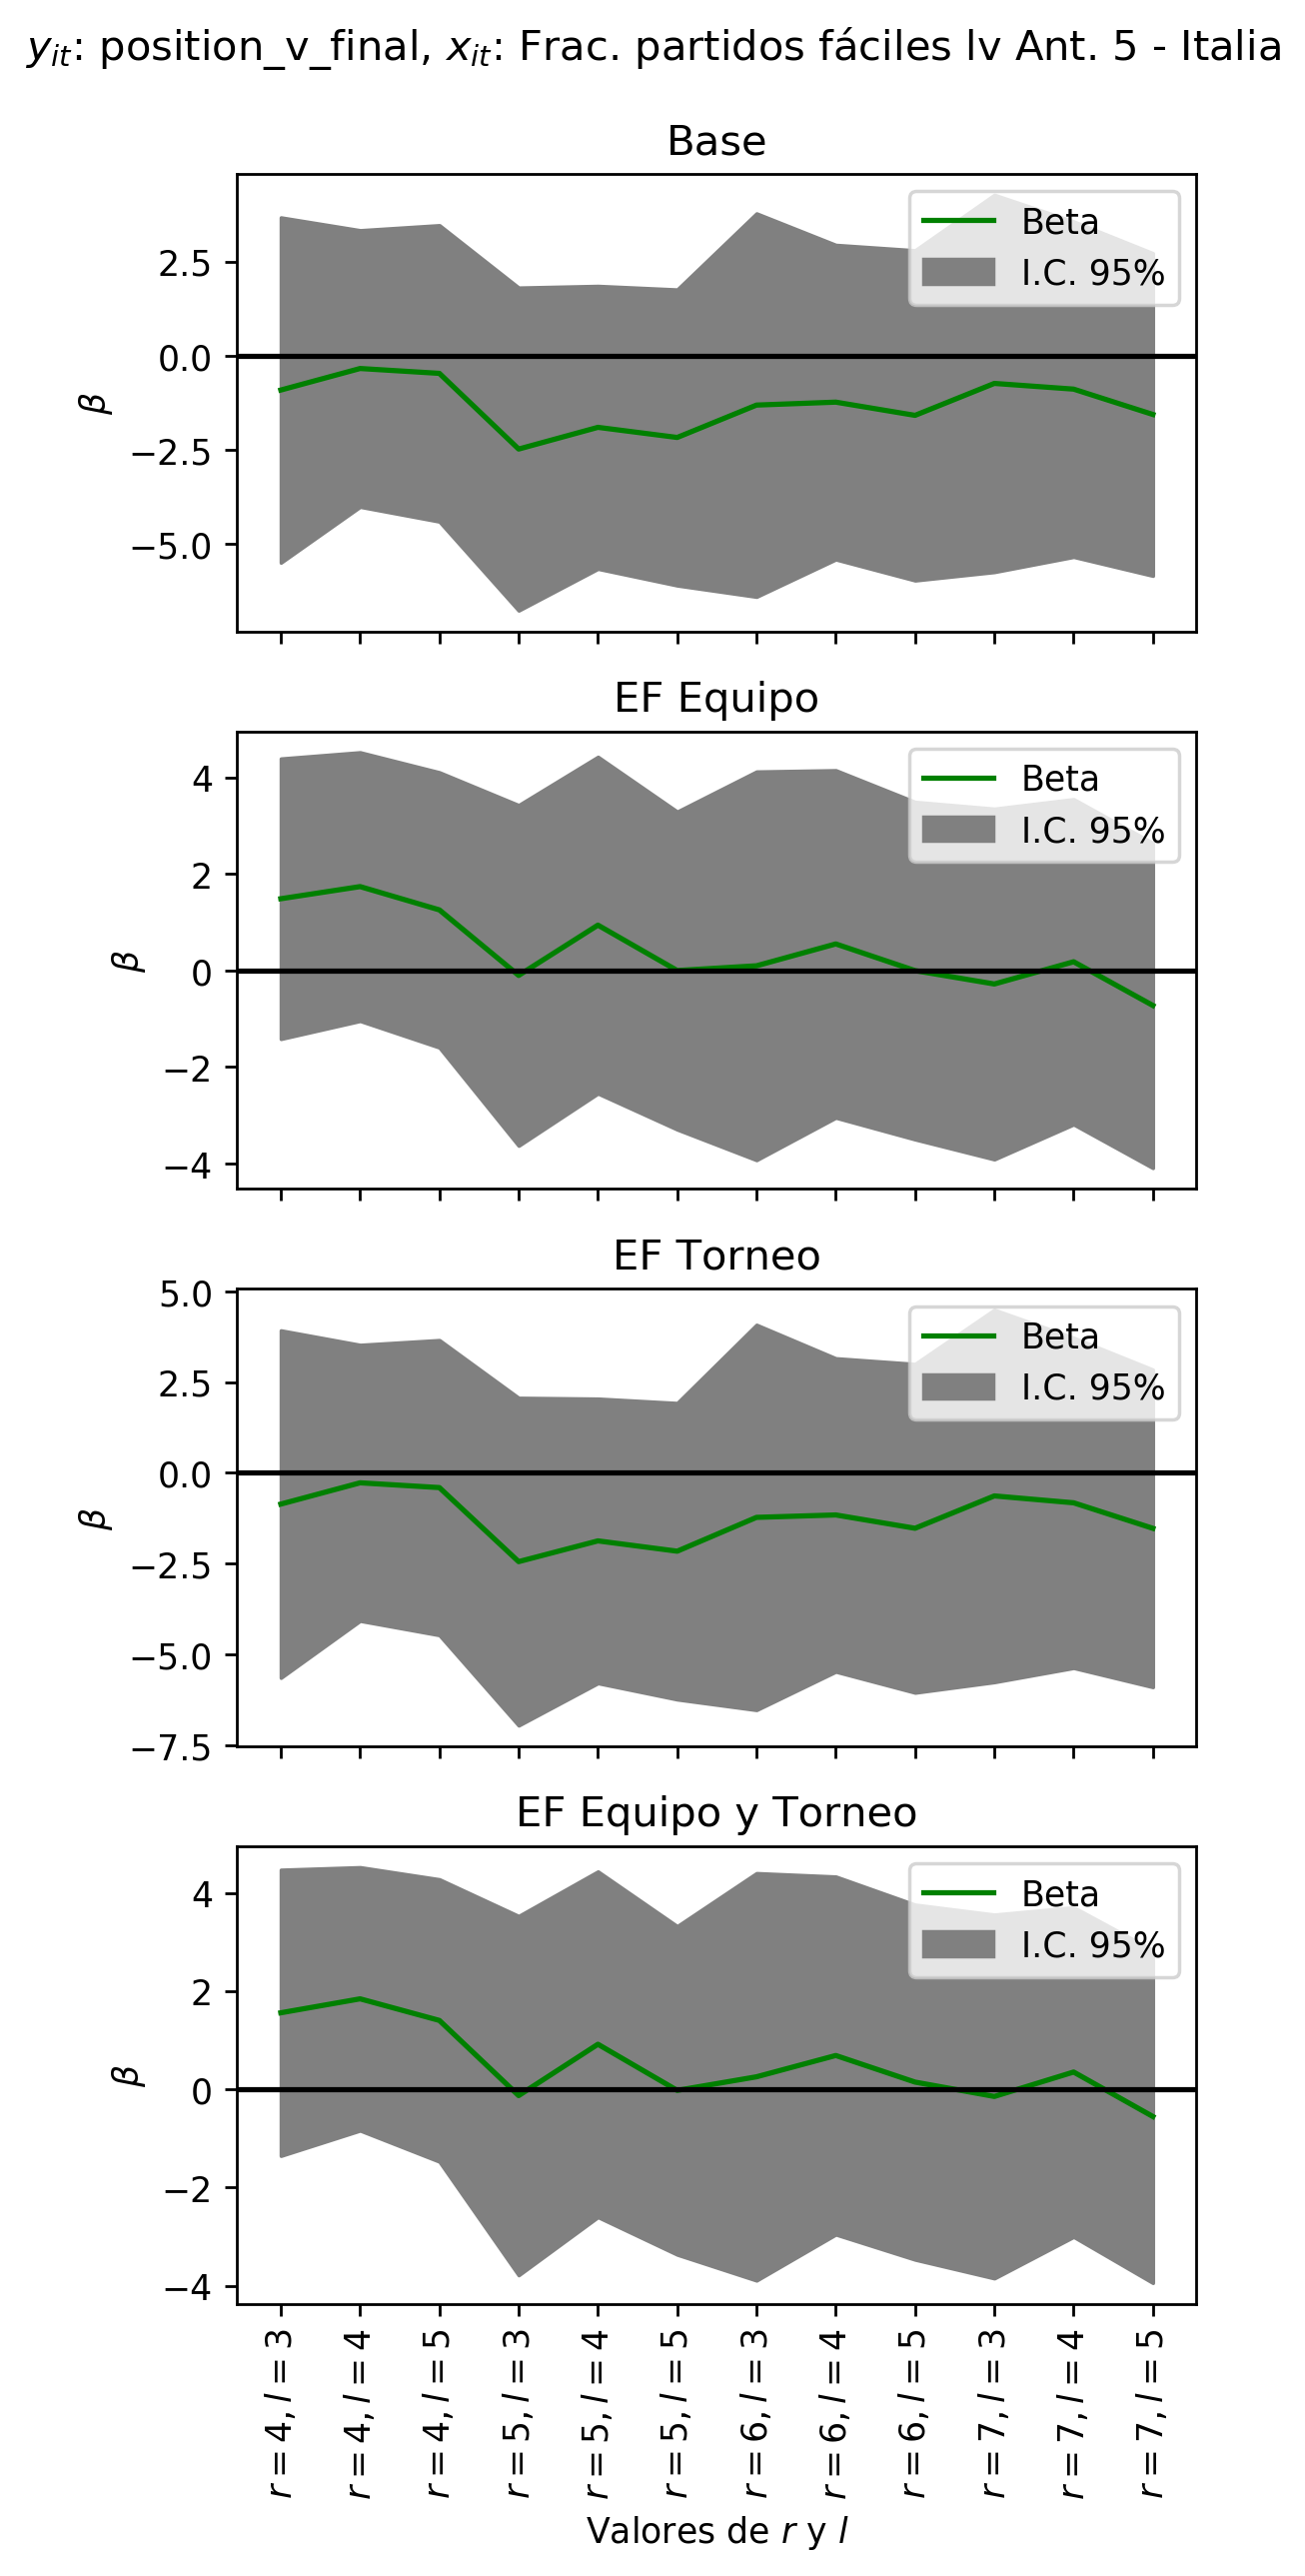 y_it: position_v_final, x_it: Frac. partidos fáciles lv Ant. 5 - Italia
Base
Beta
I.C. 95%
2.5
0.0
−2.5
−5.0
β
EF Equipo
Beta
I.C. 95%
4
2
0
−2
−4
β
EF Torneo
Beta
I.C. 95%
5.0
2.5
0.0
−2.5
−5.0
−7.5
β
EF Equipo y Torneo
Beta
I.C. 95%
4
2
0
−2
−4
β
r = 4, l = 3
r = 4, l = 4
r = 4, l = 5
r = 5, l = 3
r = 5, l = 4
r = 5, l = 5
r = 6, l = 3
r = 6, l = 4
r = 6, l = 5
r = 7, l = 3
r = 7, l = 4
r = 7, l = 5
Valores de r y l